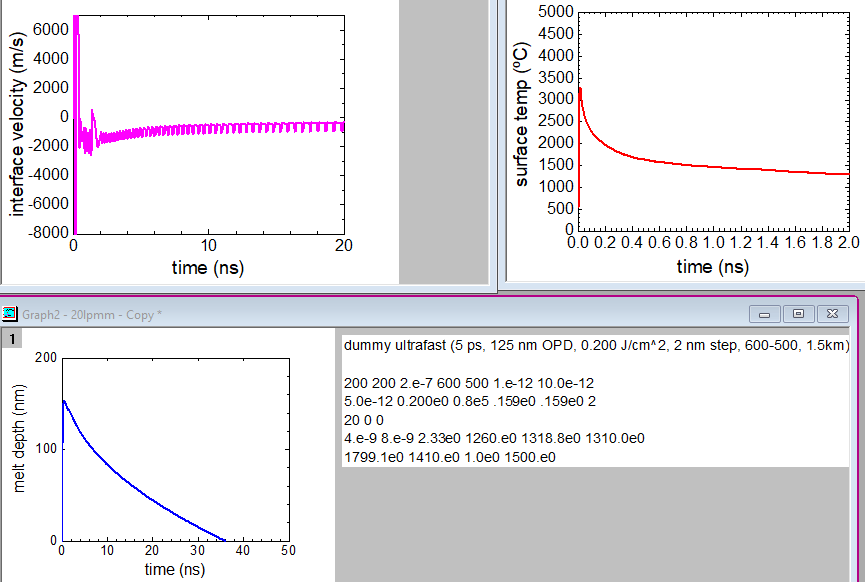 6000
4000
2000
0
-2000
-4000
-6000
-8000
interface velocity (m/s)
0 10 20
time (ns)
5000
4500
4000
3500
3000
2500
2000
1500
1000
500
0
surface temp (ºC)
0.0 0.2 0.4 0.6 0.8 1.0 1.2 1.4 1.6 1.8 2.0
time (ns)
Graph2 - 20lpmm - Copy *
1
200
100
0
melt depth (nm)
0 10 20 30 40 50
time (ns)
dummy ultrafast (5 ps, 125 nm OPD, 0.200 J/cm^2, 2 nm step, 600-500, 1.5km)
200 200 2.e-7 600 500 1.e-12 10.0e-12
5.0e-12 0.200e0 0.8e5 .159e0 .159e0 2
20 0 0
4.e-9 8.e-9 2.33e0 1260.e0 1318.8e0 1310.0e0
1799.1e0 1410.e0 1.0e0 1500.e0